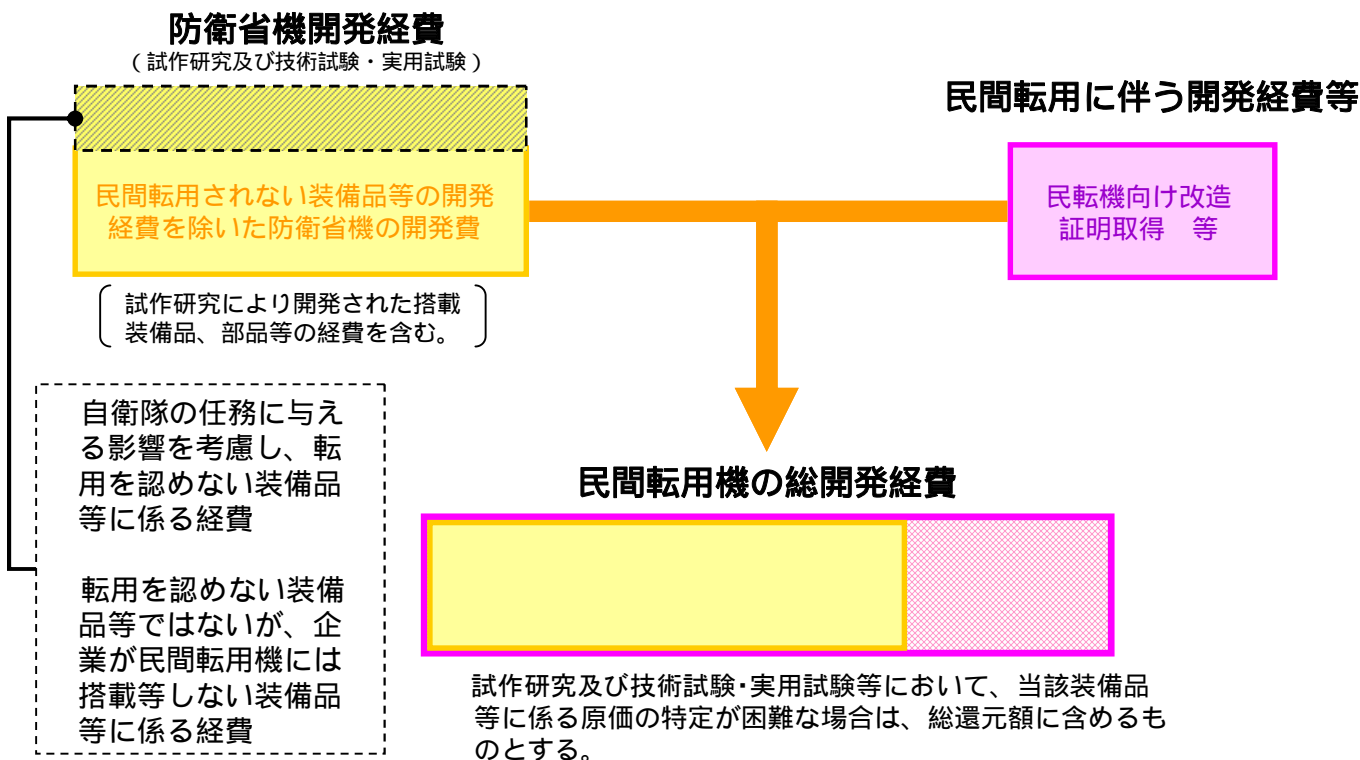 防衛省機開発経費
(試作研究及び技術試験・実用試験)
民間転用されない装備品等の開発
経費を除いた防衛省機の開発費
試作研究により開発された搭載
装備品、部品等の経費を含む。
民間転用に伴う開発経費等
民転機向け改造
証明取得　等
自衛隊の任務に与え
る影響を考慮し、転
用を認めない装備品
等に係る経費
転用を認めない装備
品等ではないが、企
業が民間転用機には
搭載等しない装備品
等に係る経費
民間転用機の総開発経費
試作研究及び技術試験・実用試験等において、当該装備品
等に係る原価の特定が困難な場合は、総還元額に含めるも
のとする。